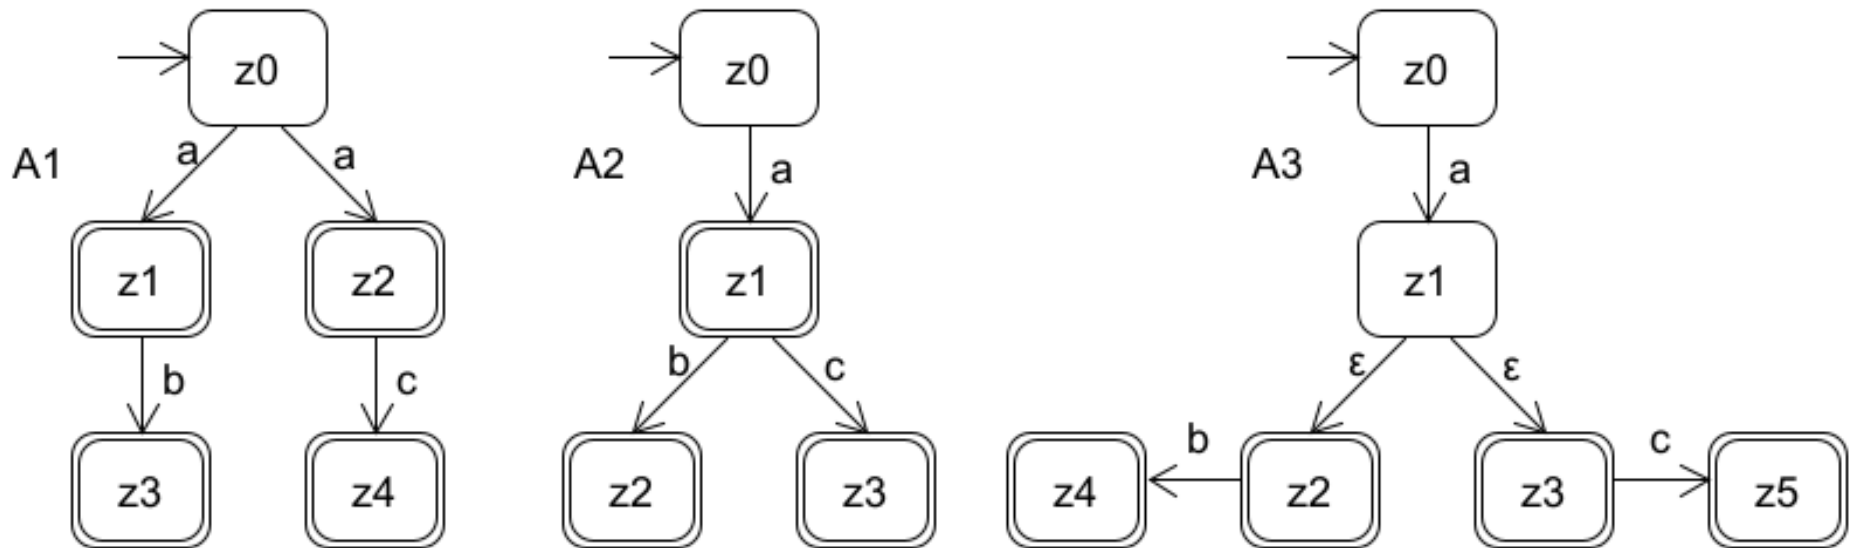 z0 z0 z0
A1 a a A2 a A3 a
z1 z2 z1 z1
b c b c ε ε
z3 z4 z2 z3 z4 b z2 z3 c z5